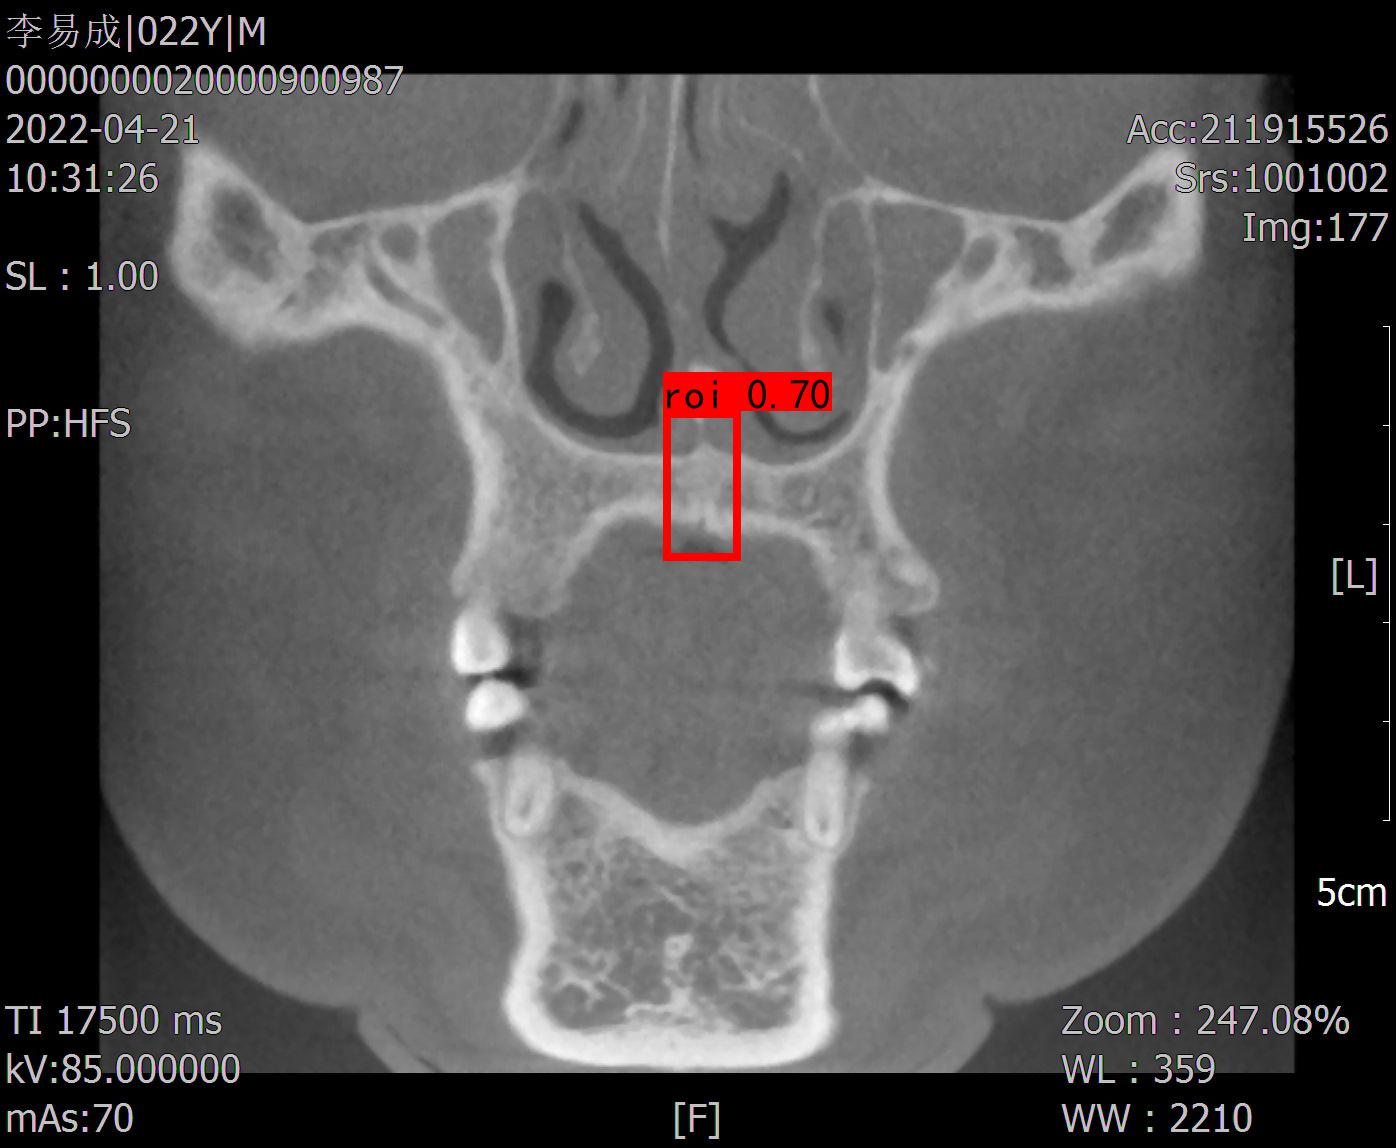 李易成|022Y|M
0000000020000900987
2022-04-21
10:31:26
SL : 1.00
PP:HFS
Acc:211915526
Srs:1001002
Img:177
roi 0.70
[L]
5cm
TI 17500 ms
kV:85.000000
mAs:70
[F]
Zoom : 247.08%
WL : 359
WW : 2210